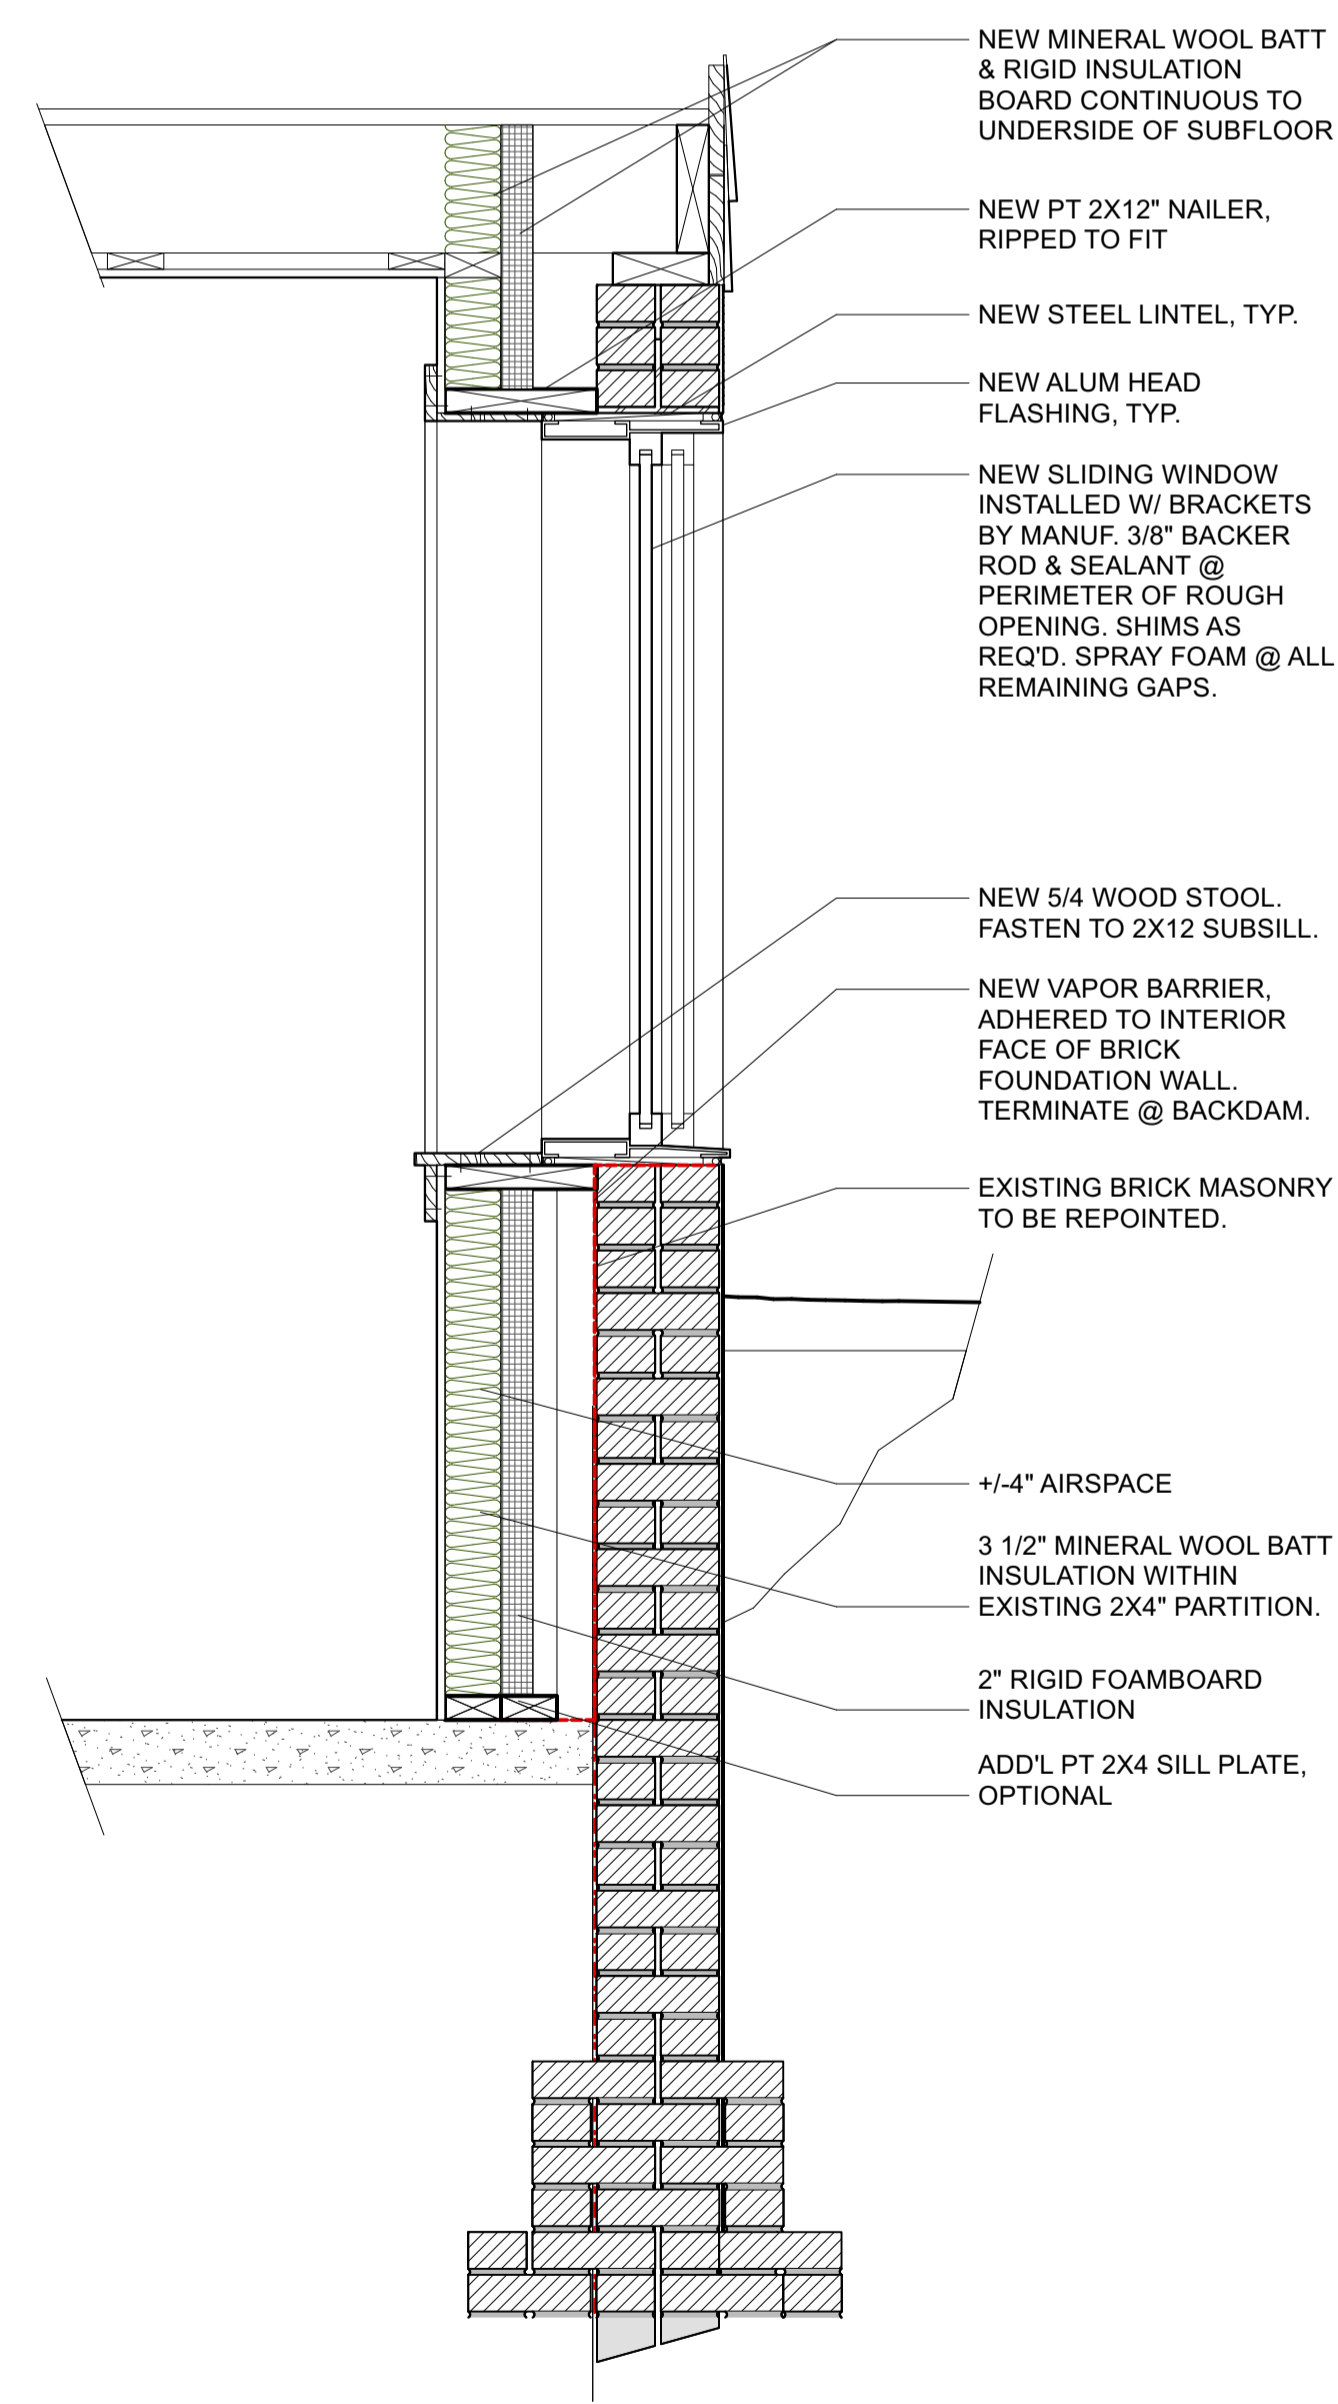 NEW MINERAL WOOL BATT
& RIGID INSULATION
BOARD CONTINUOUS TO
UNDERSIDE OF SUBFLOOR
NEW PT 2X12" NAILER,
RIPPED TO FIT
NEW STEEL LINTEL, TYP.
NEW ALUM HEAD
FLASHING, TYP.
NEW SLIDING WINDOW
INSTALLED W/ BRACKETS
BY MANUF. 3/8" BACKER
ROD & SEALANT @
PERIMETER OF ROUGH
OPENING. SHIMS AS
REQ'D. SPRAY FOAM @ ALL
REMAINING GAPS.
NEW 5/4 WOOD STOOL.
FASTEN TO 2X12 SUBSILL.
NEW VAPOR BARRIER,
ADHERED TO INTERIOR
FACE OF BRICK
FOUNDATION WALL.
TERMINATE @ BACKDAM.
EXISTING BRICK MASONRY
TO BE REPOINTED.
+/-4" AIRSPACE
3 1/2" MINERAL WOOL BATT
INSULATION WITHIN
EXISTING 2X4" PARTITION.
2" RIGID FOAMBOARD
INSULATION
ADD'L PT 2X4 SILL PLATE,
OPTIONAL